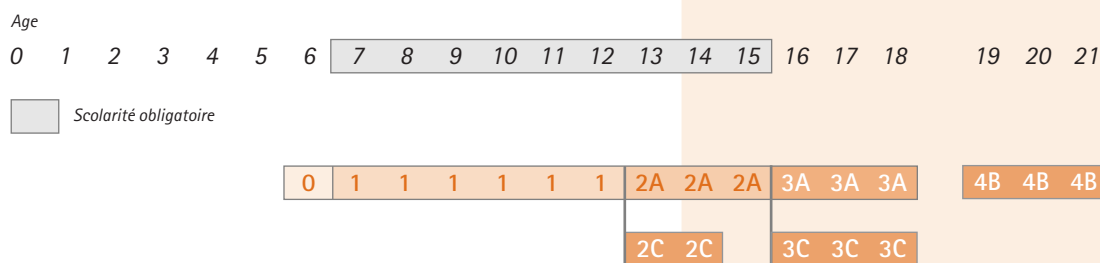 Age
0 1 2 3 4 5 6 7 8 9 10 11 12 13 14 15 16 17 18 19 20 21
Scolarité obligatoire
0 1 1 1 1 1 1 2A 2A 2A 3A 3A 3A 4B 4B 4B
2C 2C 3C 3C 3C